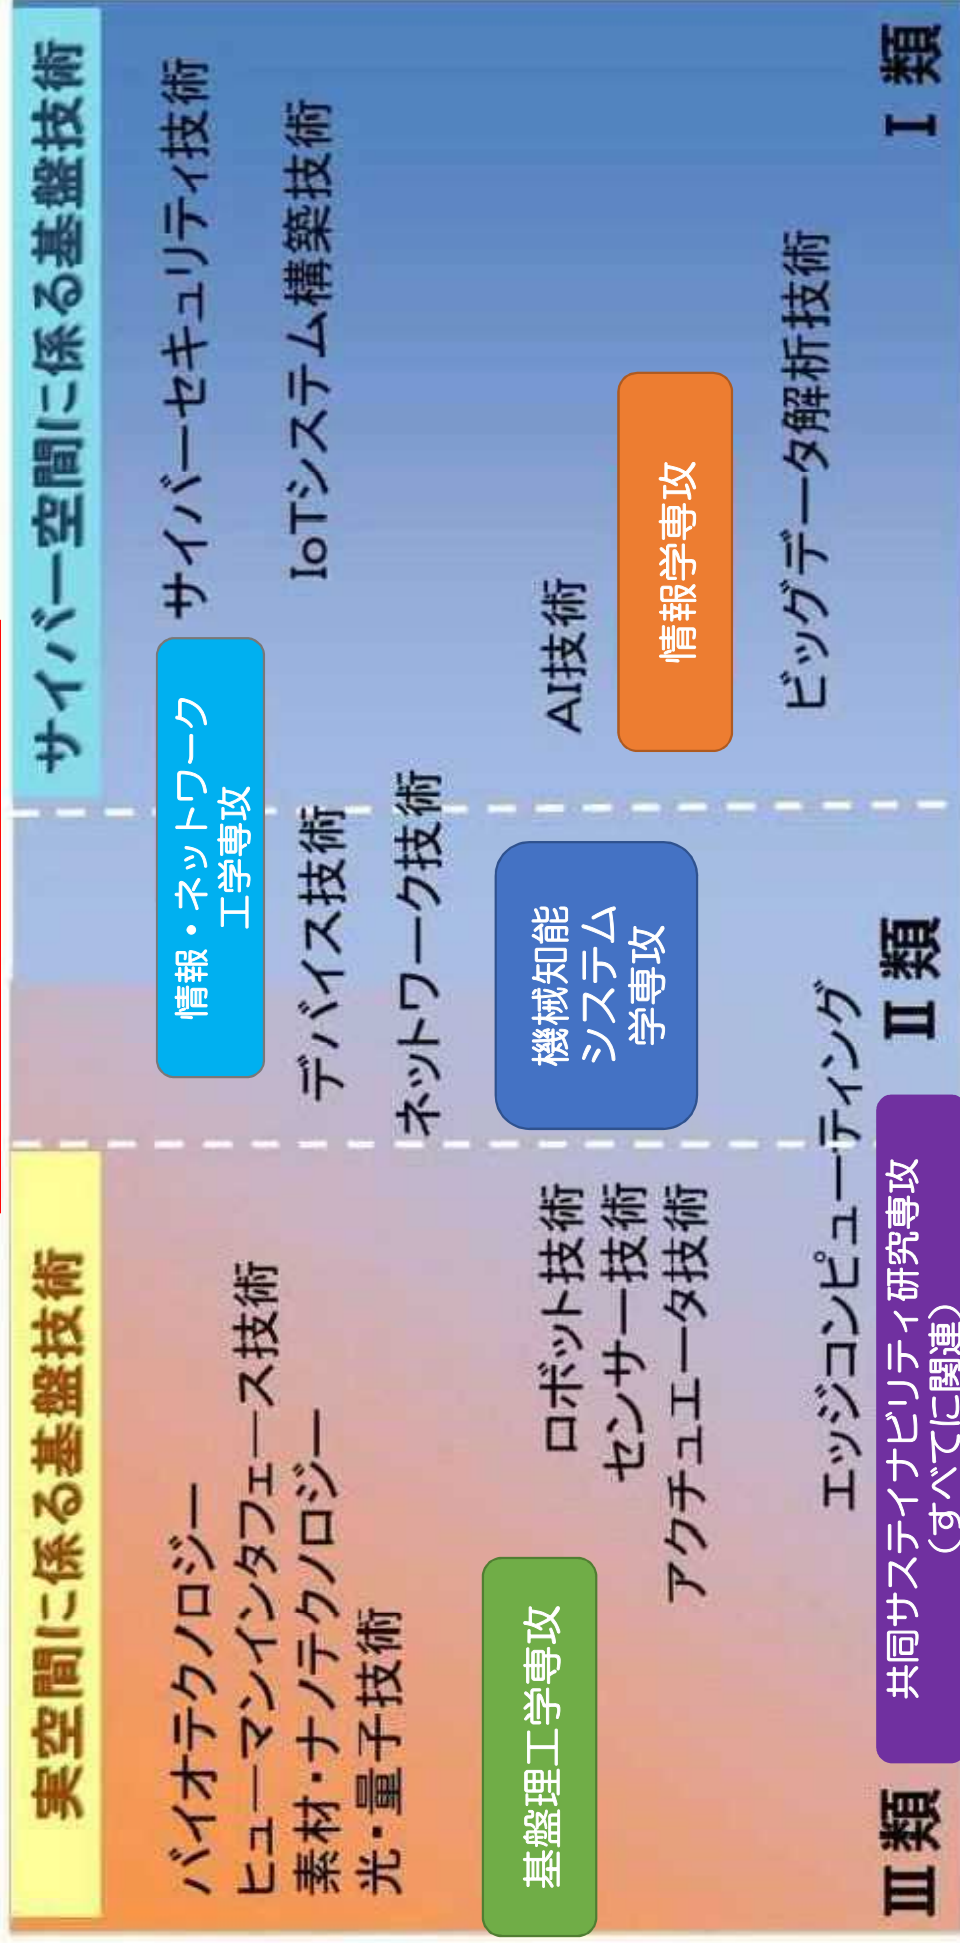 実空間に係る基盤技術
サイバー空間に係る基盤技術
バイオテクノロジー
ヒューマンインタフェース技術
素材・ナノテクノロジー
光・量子技術
情報・ネットワーク
工学専攻
サイバーセキュリティ技術
IoTシステム構築技術
デバイス技術
ネットワーク技術
基盤理工学専攻
ロボット技術
センサー技術
アクチュエータ技術
機械知能
システム
学専攻
AI技術
情報学専攻
ビッグデータ解析技術
エッジコンピューティング
III 類
共同サステイナビリティ研究専攻
（すべてに関連）
II 類
I 類